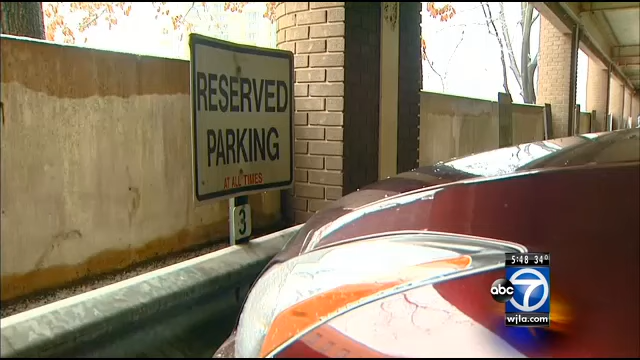 RESERVED
PARKING
AT ALL TIMES
3
5:48 34°
abc 7
wjla.com